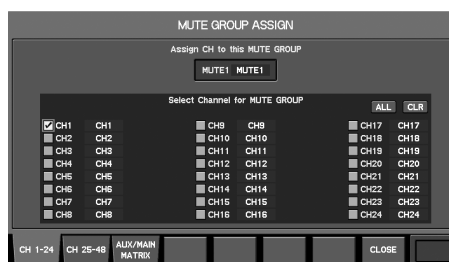 MUTE GROUP ASSIGN
Assign CH to this MUTE GROUP
MUTE1 MUTE1
Select Channel for MUTE GROUP
ALL CLR
CH1 CH1 CH9 CH9 CH17 CH17
CH2 CH2 CH10 CH10 CH18 CH18
CH3 CH3 CH11 CH11 CH19 CH19
CH4 CH4 CH12 CH12 CH20 CH20
CH5 CH5 CH13 CH13 CH21 CH21
CH6 CH6 CH14 CH14 CH22 CH22
CH7 CH7 CH15 CH15 CH23 CH23
CH8 CH8 CH16 CH16 CH24 CH24
CH 1-24 CH 25-48 AUX/MAIN MATRIX CLOSE